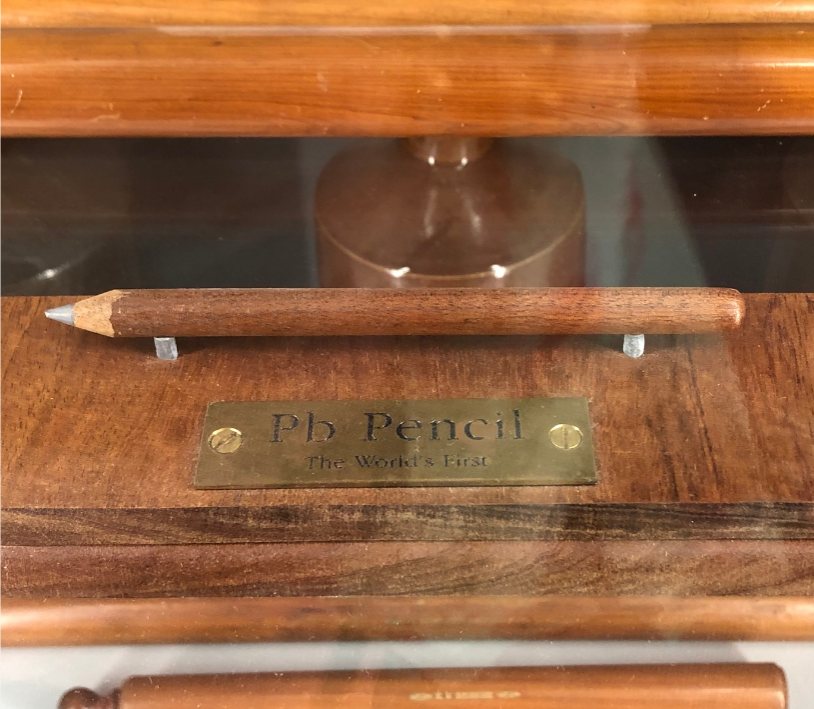 Pb Pencil
The World's First